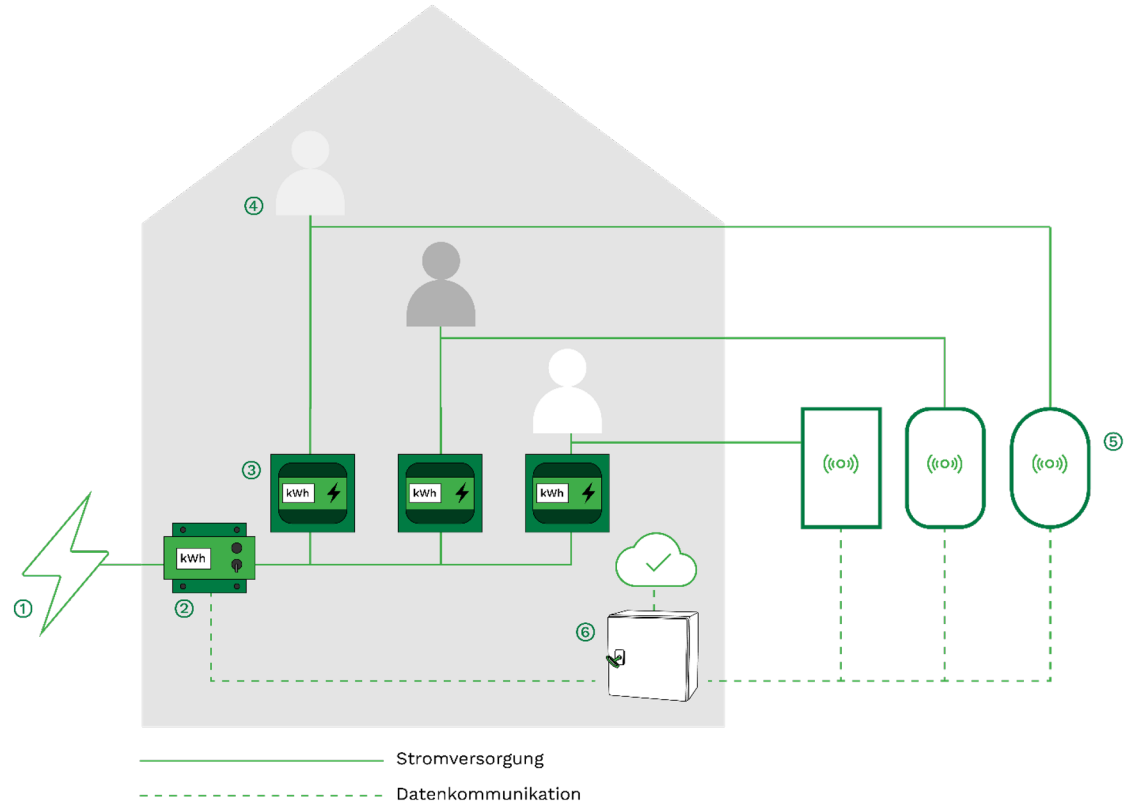 ④
③
kWh
kWh
kWh
⑤
kWh
①
②
⑥
Stromversorgung
Datenkommunikation